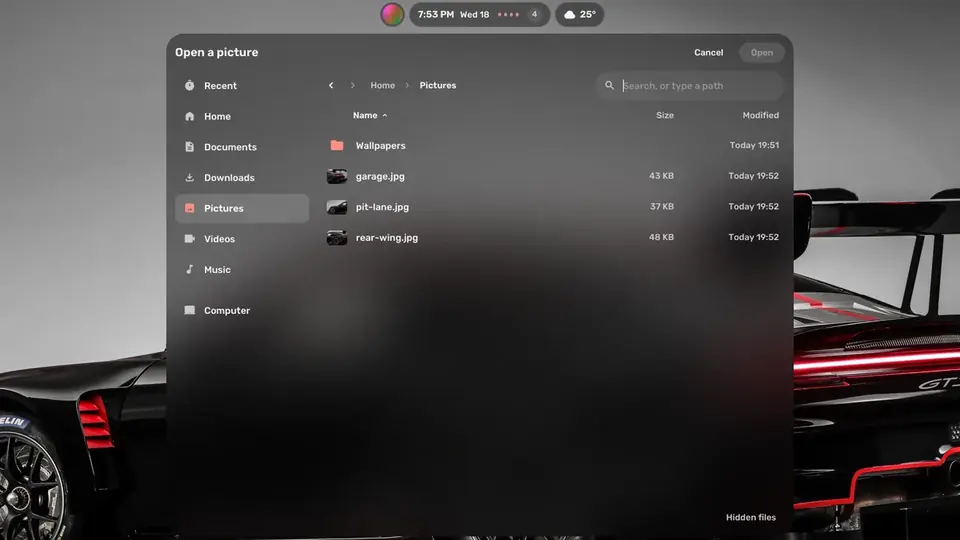 7:53 PM Wed 18 4 25°
Open a picture Cancel Open
Recent
Home
Documents
Downloads
Pictures
Videos
Music
Computer
Home Pictures Search, or type a path
Name Size Modified
Wallpapers Today 19:51
garage.jpg 43 KB Today 19:52
pit-lane.jpg 37 KB Today 19:52
rear-wing.jpg 48 KB Today 19:52
Hidden files
ELIN
GT